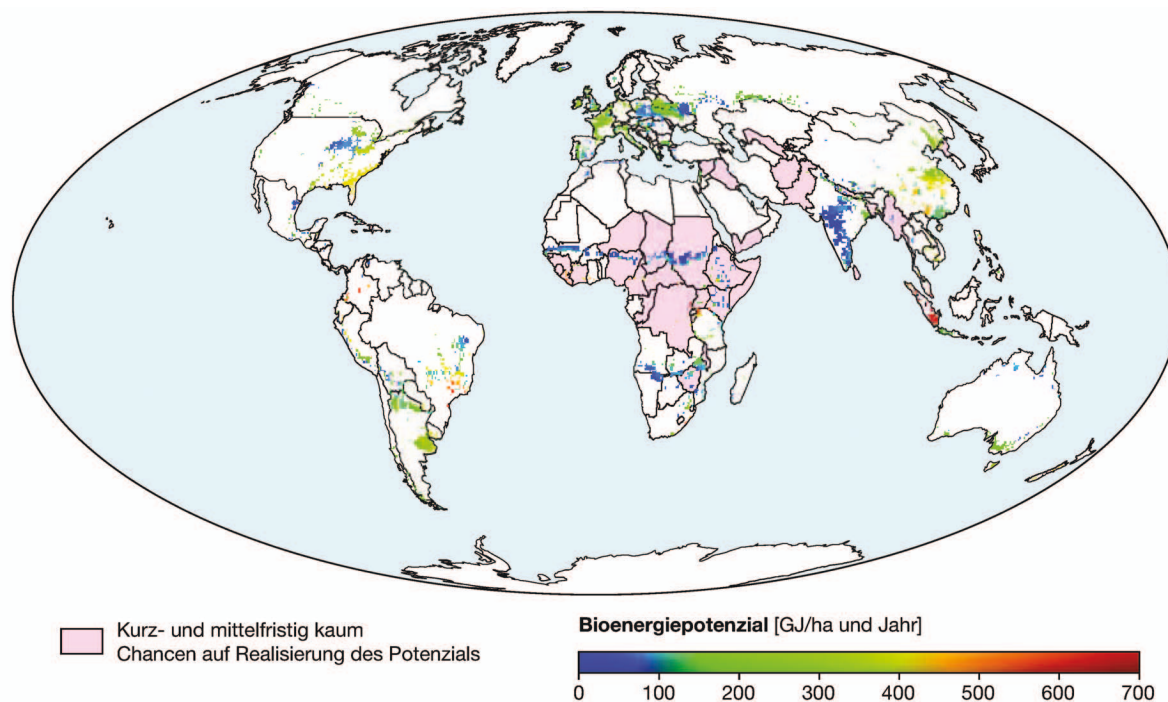 Kurz- und mittelfristig kaum
Chancen auf Realisierung des Potenzials
Bioenergiepotenzial [GJ/ha und Jahr]
0 100 200 300 400 500 600 700